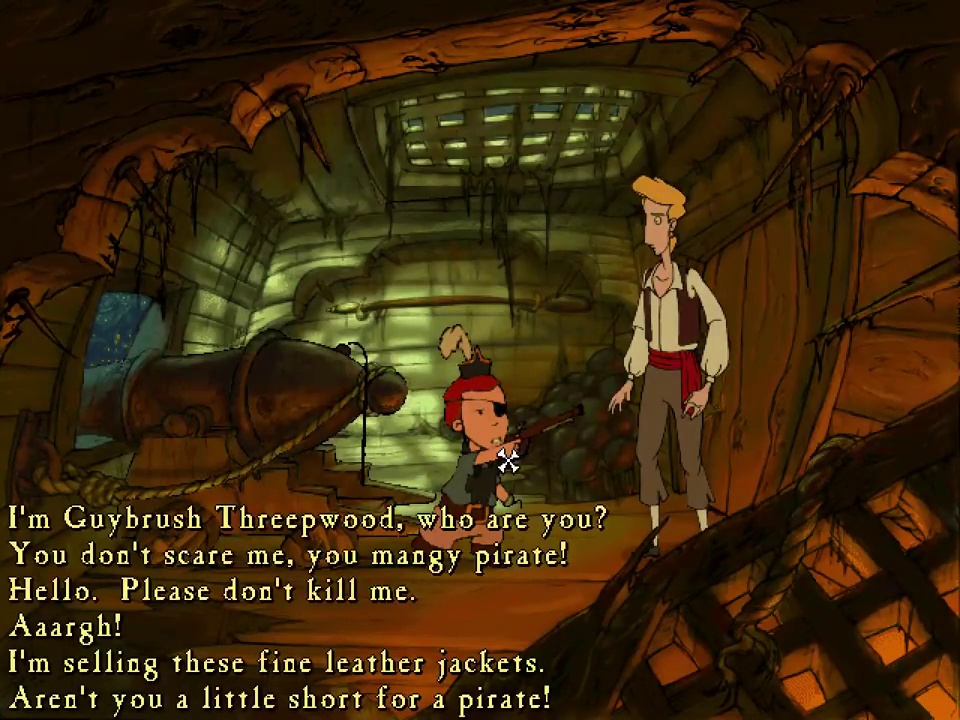 I'm Guybrush Threepwood, who are you?
You don't scare me, you mangy pirate!
Hello. Please don't kill me.
Aaargh!
I'm selling these fine leather jackets.
Aren't you a little short for a pirate!